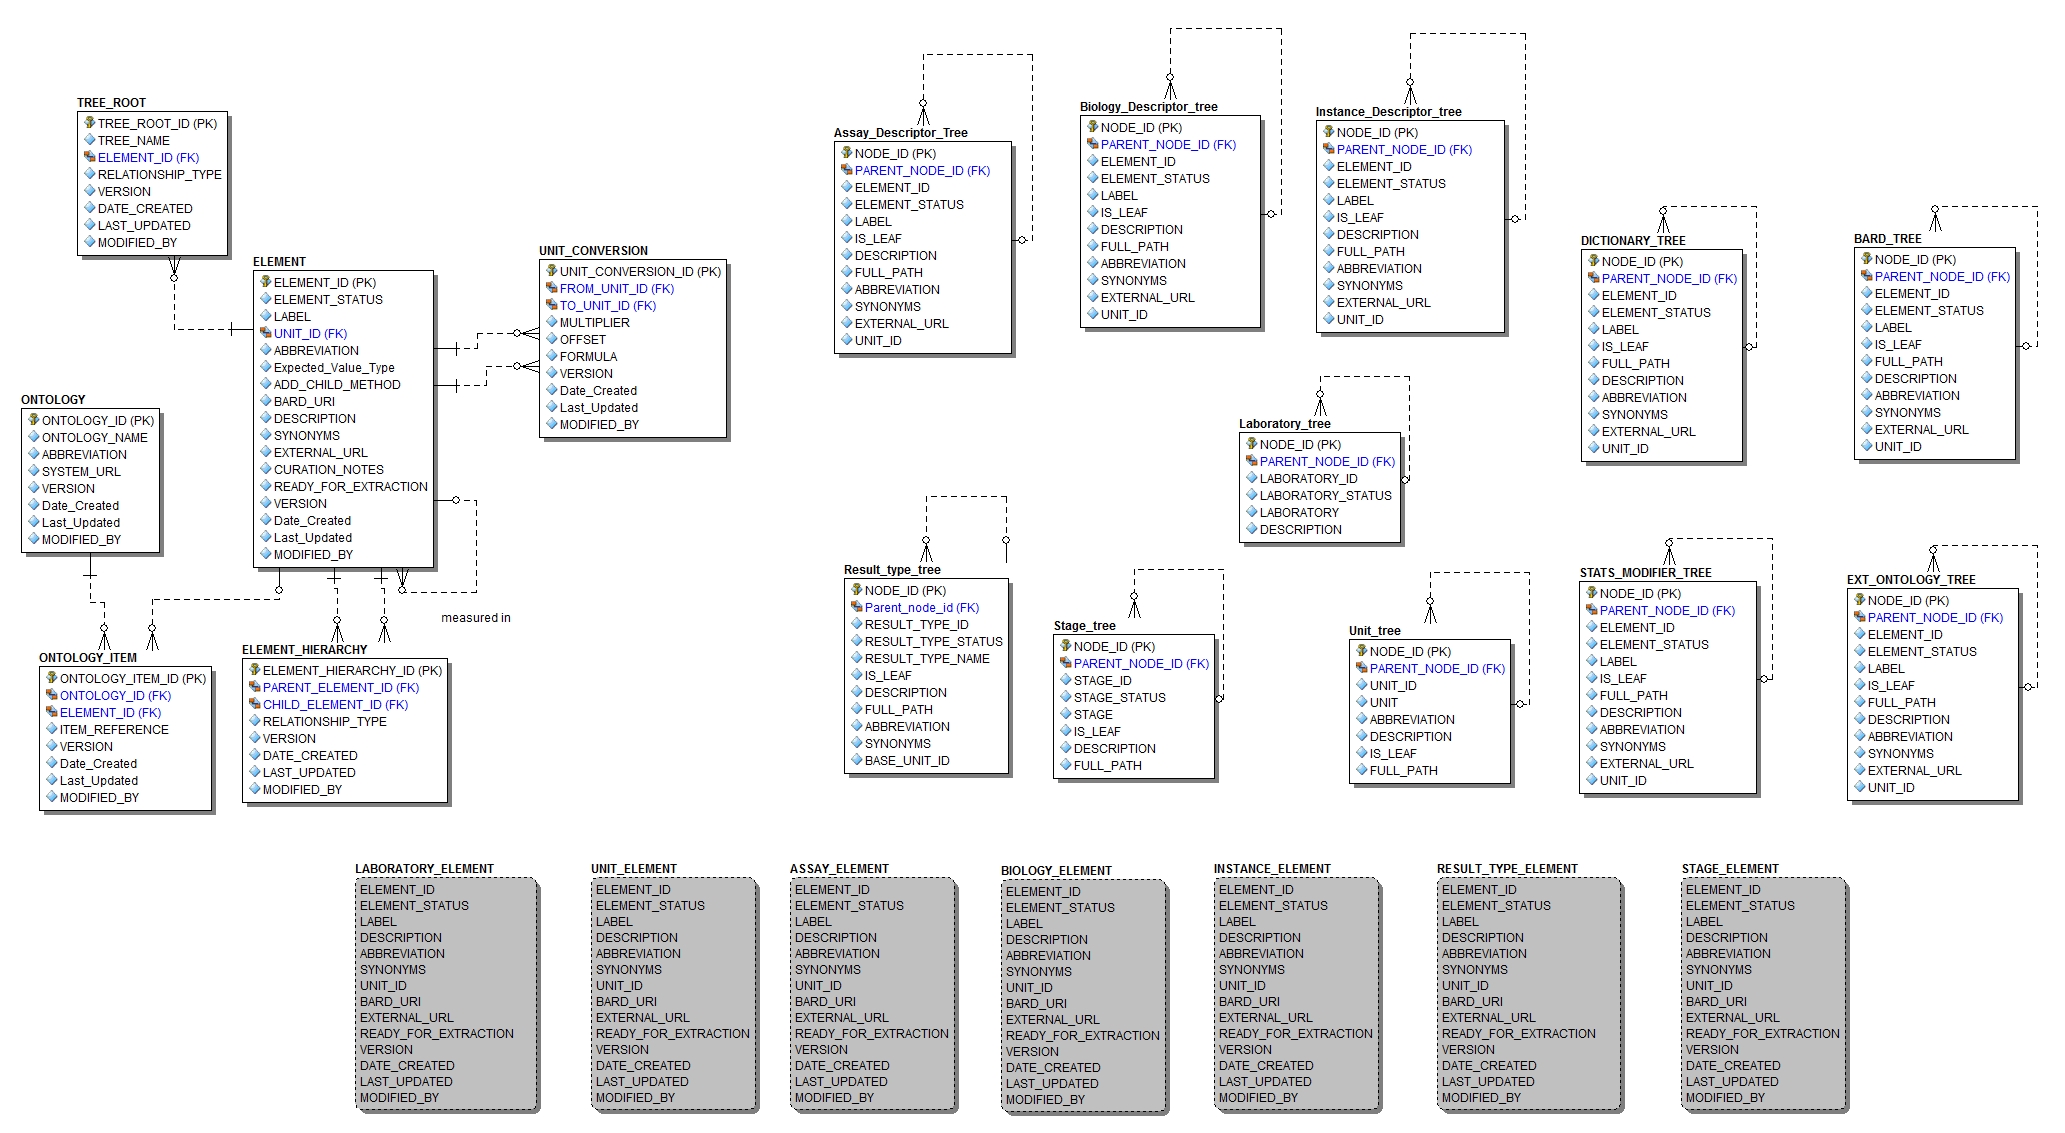 TREE_ROOT
TREE_ROOT_ID (PK)
TREE_NAME
ELEMENT_ID (FK)
RELATIONSHIP_TYPE
VERSION
DATE_CREATED
LAST_UPDATED
MODIFIED_BY
ELEMENT
ELEMENT_ID (PK)
ELEMENT_STATUS
LABEL
UNIT_ID (FK)
ABBREVIATION
Expected_Value_Type
ADD_CHILD_METHOD
BARD_URI
DESCRIPTION
SYNONYMS
EXTERNAL_URL
CURATION_NOTES
READY_FOR_EXTRACTION
VERSION
Date_Created
Last_Updated
MODIFIED_BY
measured in
UNIT_CONVERSION
UNIT_CONVERSION_ID (PK)
FROM_UNIT_ID (FK)
TO_UNIT_ID (FK)
MULTIPLIER
OFFSET
FORMULA
VERSION
Date_Created
Last_Updated
MODIFIED_BY
ONTOLOGY
ONTOLOGY_ID (PK)
ONTOLOGY_NAME
ABBREVIATION
SYSTEM_URL
VERSION
Date_Created
Last_Updated
MODIFIED_BY
ONTOLOGY_ITEM
ONTOLOGY_ITEM_ID (PK)
ONTOLOGY_ID (FK)
ELEMENT_ID (FK)
ITEM_REFERENCE
VERSION
Date_Created
Last_Updated
MODIFIED_BY
ELEMENT_HIERARCHY
ELEMENT_HIERARCHY_ID (PK)
PARENT_ELEMENT_ID (FK)
CHILD_ELEMENT_ID (FK)
RELATIONSHIP_TYPE
VERSION
DATE_CREATED
LAST_UPDATED
MODIFIED_BY
Assay_Descriptor_Tree
NODE_ID (PK)
PARENT_NODE_ID (FK)
ELEMENT_ID
ELEMENT_STATUS
LABEL
IS_LEAF
DESCRIPTION
FULL_PATH
ABBREVIATION
SYNONYMS
EXTERNAL_URL
UNIT_ID
Biology_Descriptor_tree
NODE_ID (PK)
PARENT_NODE_ID (FK)
ELEMENT_ID
ELEMENT_STATUS
LABEL
IS_LEAF
DESCRIPTION
FULL_PATH
ABBREVIATION
SYNONYMS
EXTERNAL_URL
UNIT_ID
Instance_Descriptor_tree
NODE_ID (PK)
PARENT_NODE_ID (FK)
ELEMENT_ID
ELEMENT_STATUS
LABEL
IS_LEAF
DESCRIPTION
FULL_PATH
ABBREVIATION
SYNONYMS
EXTERNAL_URL
UNIT_ID
DICTIONARY_TREE
NODE_ID (PK)
PARENT_NODE_ID (FK)
ELEMENT_ID
ELEMENT_STATUS
LABEL
IS_LEAF
FULL_PATH
DESCRIPTION
ABBREVIATION
SYNONYMS
EXTERNAL_URL
UNIT_ID
BARD_TREE
NODE_ID (PK)
PARENT_NODE_ID (FK)
ELEMENT_ID
ELEMENT_STATUS
LABEL
IS_LEAF
FULL_PATH
DESCRIPTION
ABBREVIATION
SYNONYMS
EXTERNAL_URL
UNIT_ID
Laboratory_tree
NODE_ID (PK)
PARENT_NODE_ID (FK)
LABORATORY_ID
LABORATORY_STATUS
LABORATORY
DESCRIPTION
Result_type_tree
NODE_ID (PK)
Parent_node_id (FK)
RESULT_TYPE_ID
RESULT_TYPE_STATUS
RESULT_TYPE_NAME
IS_LEAF
DESCRIPTION
FULL_PATH
ABBREVIATION
SYNONYMS
BASE_UNIT_ID
Stage_tree
NODE_ID (PK)
PARENT_NODE_ID (FK)
STAGE_ID
STAGE_STATUS
STAGE
IS_LEAF
DESCRIPTION
FULL_PATH
Unit_tree
NODE_ID (PK)
PARENT_NODE_ID (FK)
UNIT_ID
UNIT
ABBREVIATION
DESCRIPTION
IS_LEAF
FULL_PATH
STATS_MODIFIER_TREE
NODE_ID (PK)
PARENT_NODE_ID (FK)
ELEMENT_ID
ELEMENT_STATUS
LABEL
IS_LEAF
FULL_PATH
DESCRIPTION
ABBREVIATION
SYNONYMS
EXTERNAL_URL
UNIT_ID
EXT_ONTOLOGY_TREE
NODE_ID (PK)
PARENT_NODE_ID (FK)
ELEMENT_ID
ELEMENT_STATUS
LABEL
IS_LEAF
FULL_PATH
DESCRIPTION
ABBREVIATION
SYNONYMS
EXTERNAL_URL
UNIT_ID
LABORATORY_ELEMENT
ELEMENT_ID
ELEMENT_STATUS
LABEL
DESCRIPTION
ABBREVIATION
SYNONYMS
UNIT_ID
BARD_URI
EXTERNAL_URL
READY_FOR_EXTRACTION
VERSION
DATE_CREATED
LAST_UPDATED
MODIFIED_BY
UNIT_ELEMENT
ELEMENT_ID
ELEMENT_STATUS
LABEL
DESCRIPTION
ABBREVIATION
SYNONYMS
UNIT_ID
BARD_URI
EXTERNAL_URL
READY_FOR_EXTRACTION
VERSION
DATE_CREATED
LAST_UPDATED
MODIFIED_BY
ASSAY_ELEMENT
ELEMENT_ID
ELEMENT_STATUS
LABEL
DESCRIPTION
ABBREVIATION
SYNONYMS
UNIT_ID
BARD_URI
EXTERNAL_URL
READY_FOR_EXTRACTION
VERSION
DATE_CREATED
LAST_UPDATED
MODIFIED_BY
BIOLOGY_ELEMENT
ELEMENT_ID
ELEMENT_STATUS
LABEL
DESCRIPTION
ABBREVIATION
SYNONYMS
UNIT_ID
BARD_URI
EXTERNAL_URL
READY_FOR_EXTRACTION
VERSION
DATE_CREATED
LAST_UPDATED
MODIFIED_BY
INSTANCE_ELEMENT
ELEMENT_ID
ELEMENT_STATUS
LABEL
DESCRIPTION
ABBREVIATION
SYNONYMS
UNIT_ID
BARD_URI
EXTERNAL_URL
READY_FOR_EXTRACTION
VERSION
DATE_CREATED
LAST_UPDATED
MODIFIED_BY
RESULT_TYPE_ELEMENT
ELEMENT_ID
ELEMENT_STATUS
LABEL
DESCRIPTION
ABBREVIATION
SYNONYMS
UNIT_ID
BARD_URI
EXTERNAL_URL
READY_FOR_EXTRACTION
VERSION
DATE_CREATED
LAST_UPDATED
MODIFIED_BY
STAGE_ELEMENT
ELEMENT_ID
ELEMENT_STATUS
LABEL
DESCRIPTION
ABBREVIATION
SYNONYMS
UNIT_ID
BARD_URI
EXTERNAL_URL
READY_FOR_EXTRACTION
VERSION
DATE_CREATED
LAST_UPDATED
MODIFIED_BY